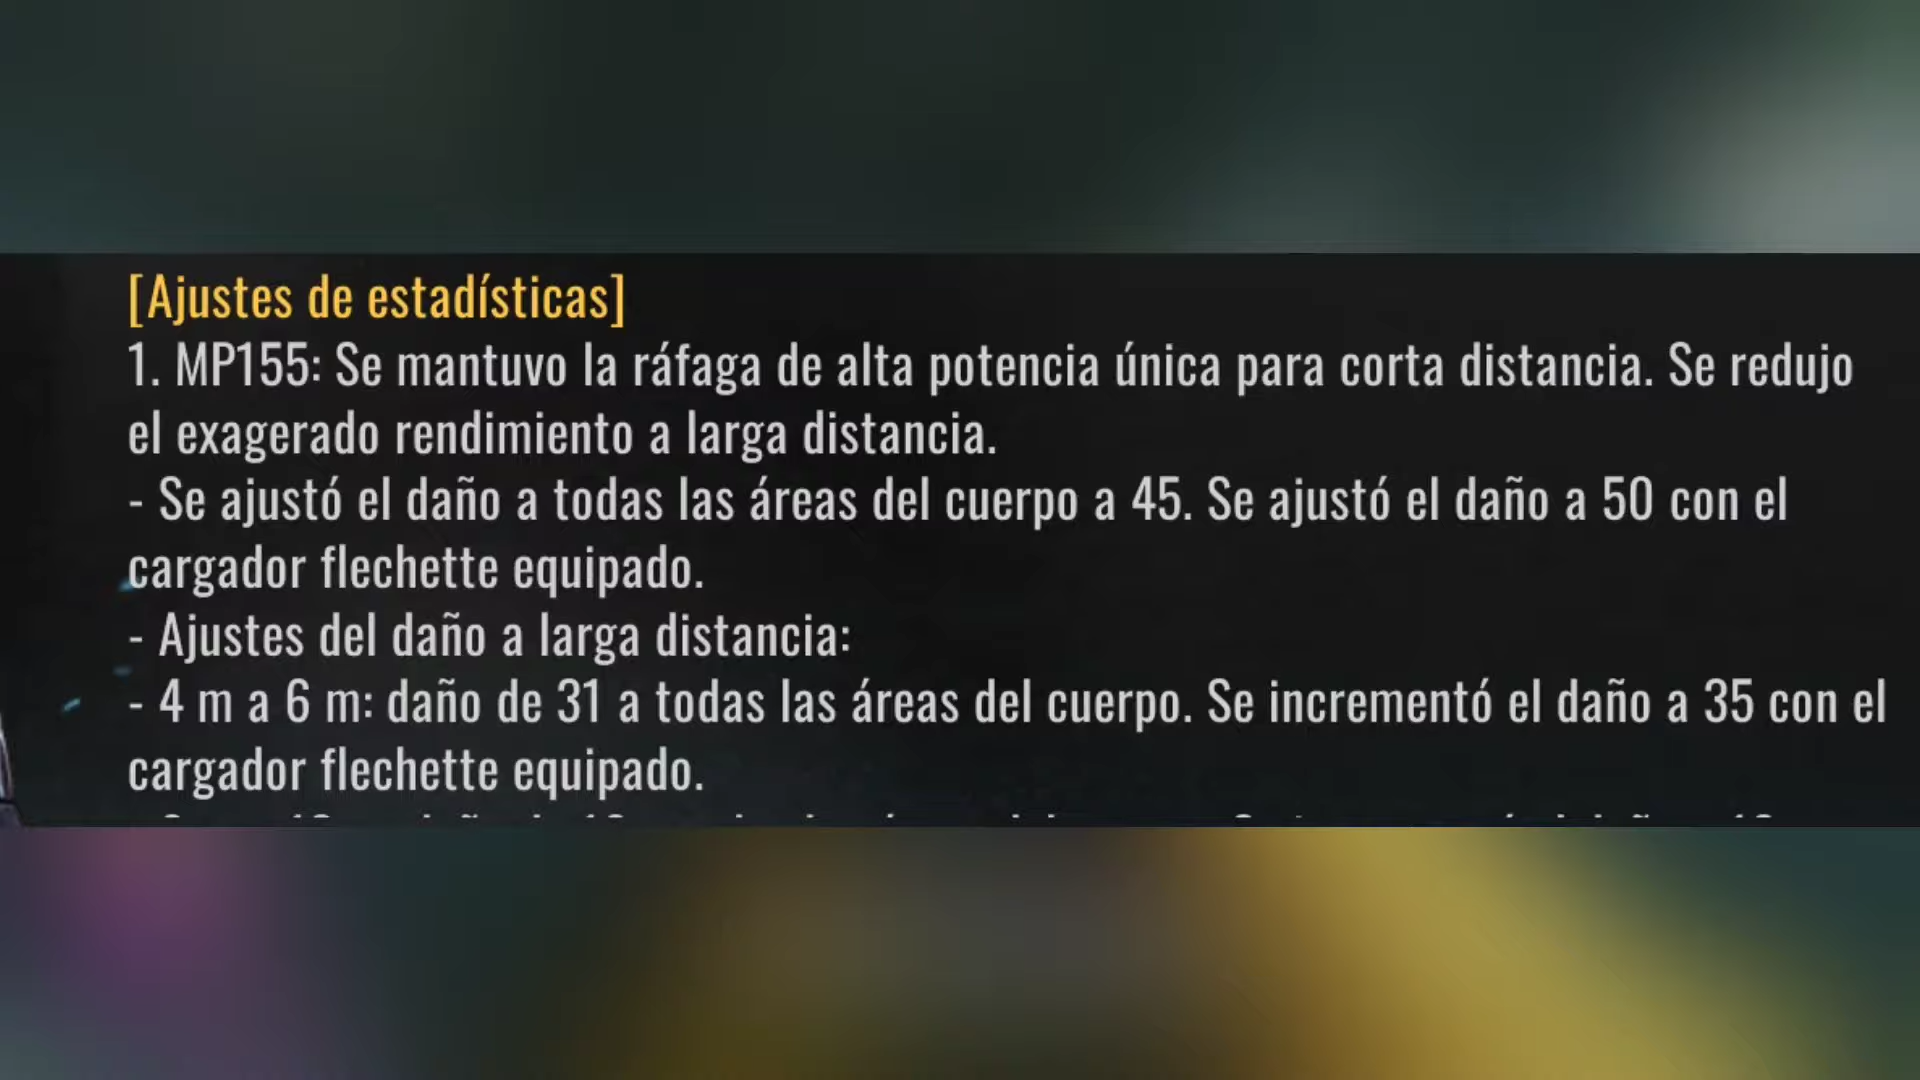 [Ajustes de estadísticas]
1. MP155: Se mantuvo la ráfaga de alta potencia única para corta distancia. Se redujo
el exagerado rendimiento a larga distancia.
- Se ajustó el daño a todas las áreas del cuerpo a 45. Se ajustó el daño a 50 con el
cargador flechette equipado.
- Ajustes del daño a larga distancia:
- 4 m a 6 m: daño de 31 a todas las áreas del cuerpo. Se incrementó el daño a 35 con el
cargador flechette equipado.